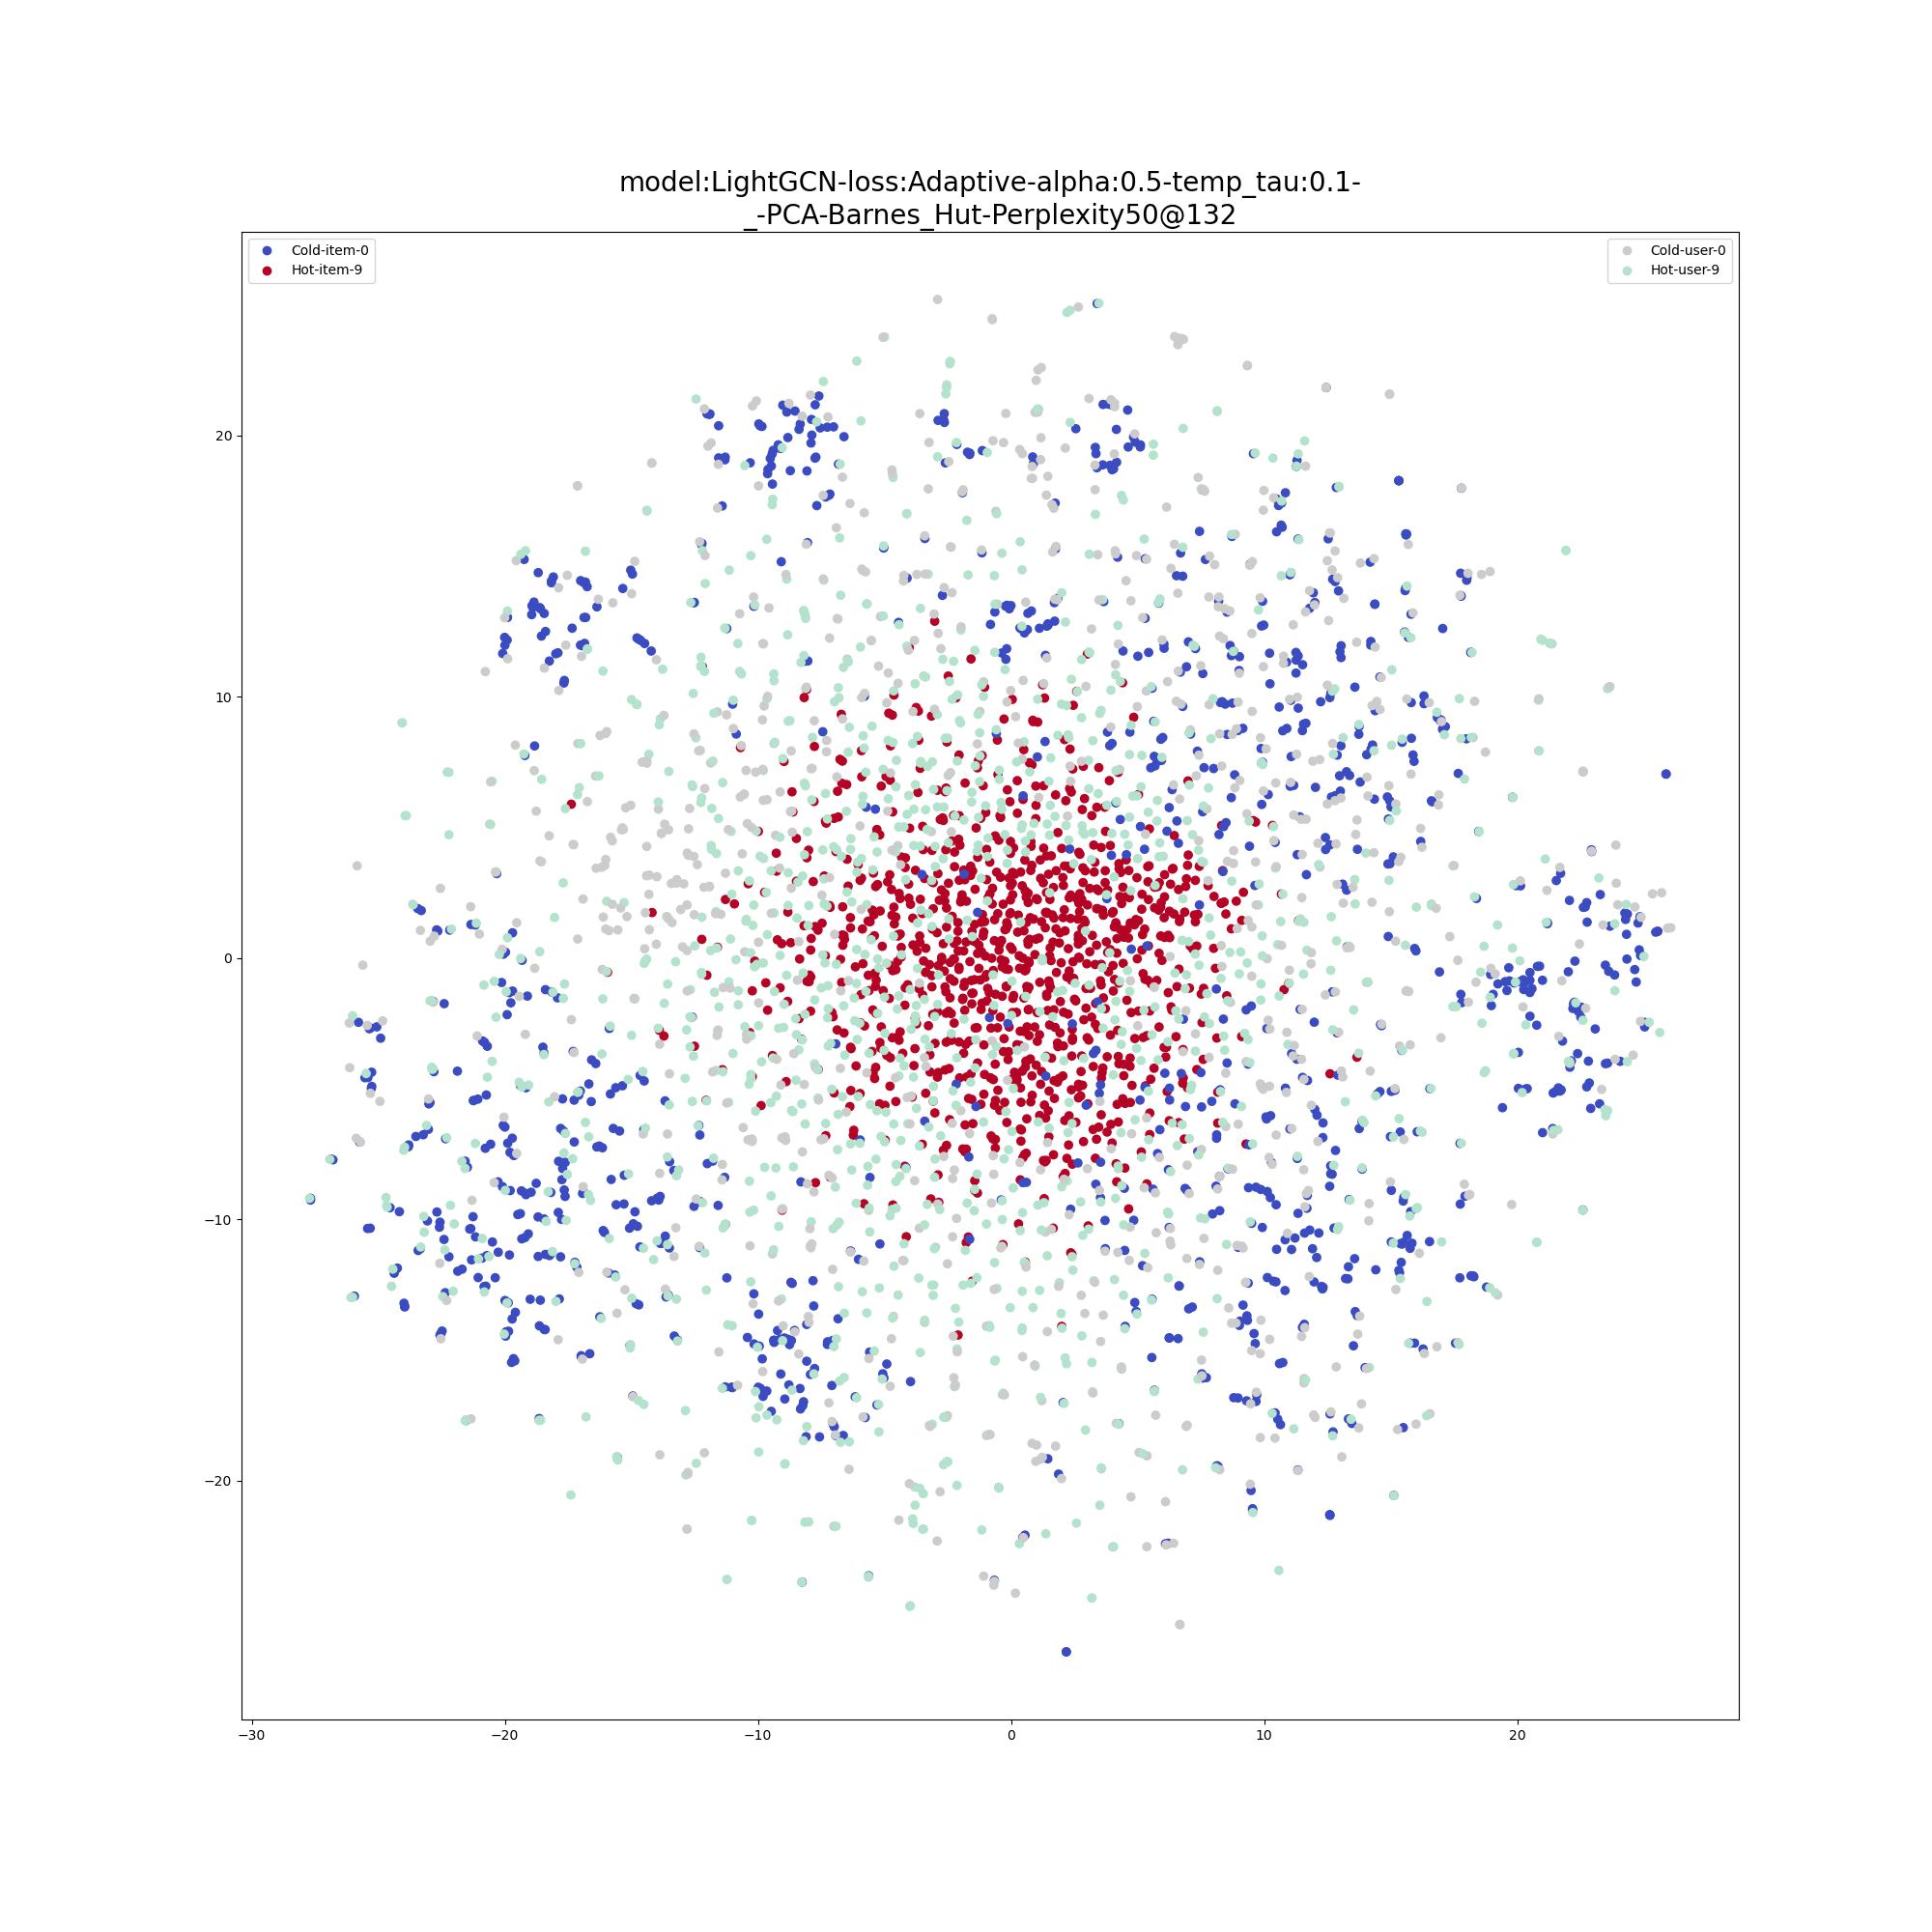 model:LightGCN-loss:Adaptive-alpha:0.5-temp_tau:0.1-
_-PCA-Barnes_Hut-Perplexity50@132
Cold-item-0
Hot-item-9
Cold-user-0
Hot-user-9
20
10
0
−10
−20
−30
−20
−10
0
10
20